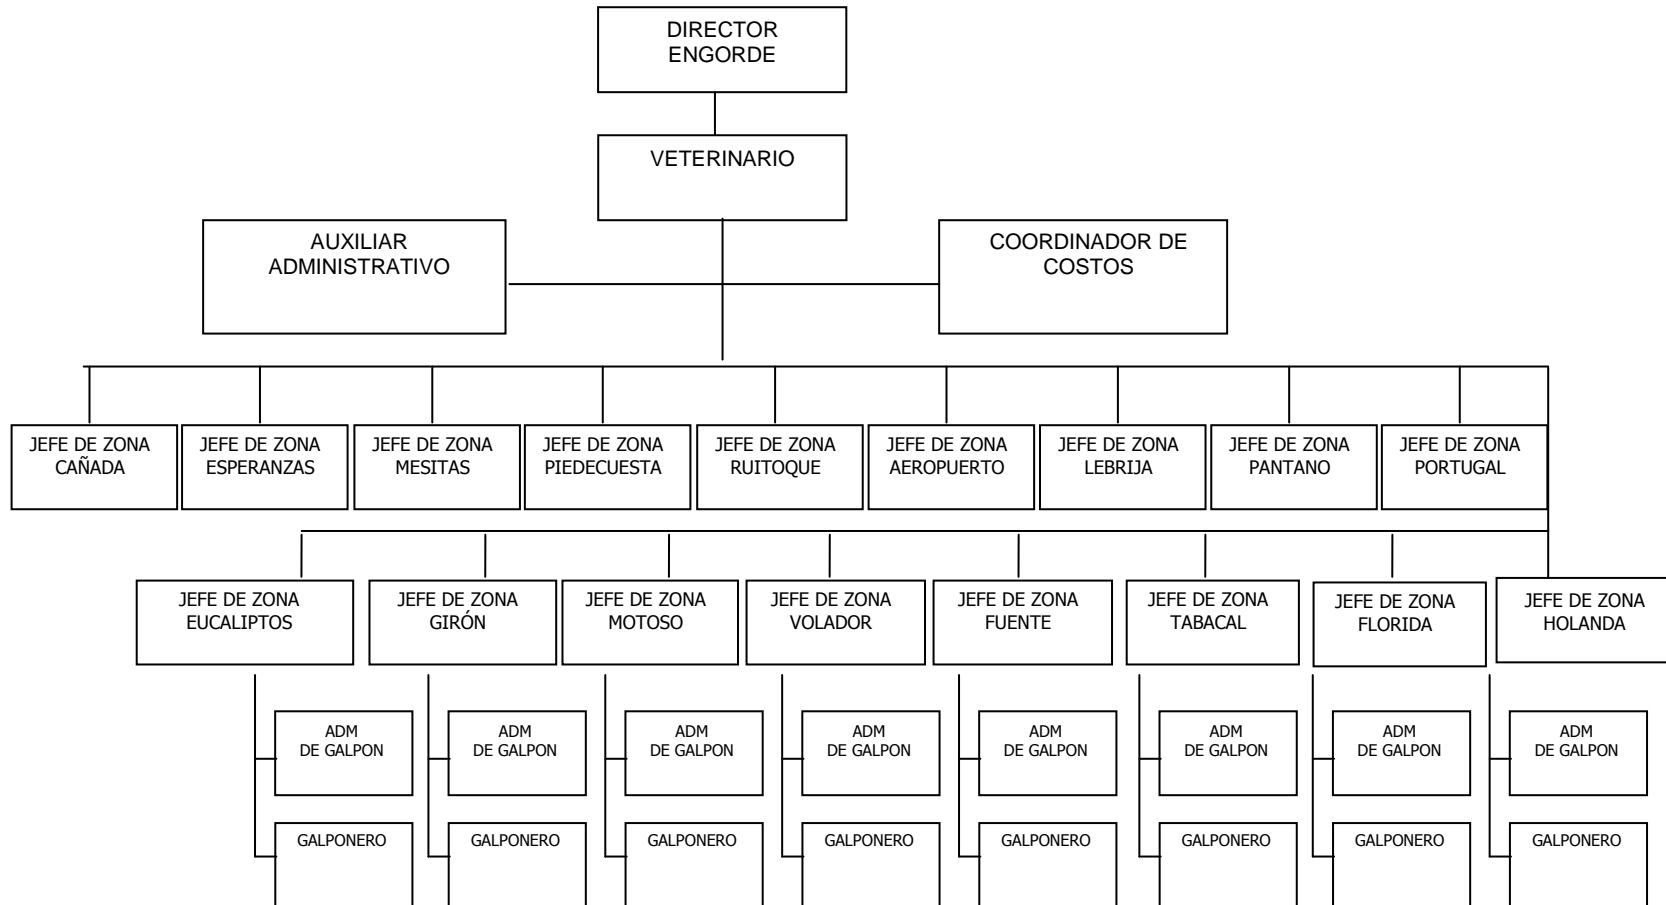 DIRECTOR
ENGORDE
VETERINARIO
AUXILIAR
ADMINISTRATIVO
COORDINADOR DE
COSTOS
JEFE DE ZONA
CAÑADA
JEFE DE ZONA
ESPERANZAS
JEFE DE ZONA
MESITAS
JEFE DE ZONA
PIEDECUESTA
JEFE DE ZONA
RUITOQUE
JEFE DE ZONA
AEROPUERTO
JEFE DE ZONA
LEBRIJA
JEFE DE ZONA
PANTANO
JEFE DE ZONA
PORTUGAL
JEFE DE ZONA
EUCALIPTOS
JEFE DE ZONA
GIRÓN
JEFE DE ZONA
MOTOSO
JEFE DE ZONA
VOLADOR
JEFE DE ZONA
FUENTE
JEFE DE ZONA
TABACAL
JEFE DE ZONA
FLORIDA
JEFE DE ZONA
HOLANDA
ADM
DE GALPON
ADM
DE GALPON
ADM
DE GALPON
ADM
DE GALPON
ADM
DE GALPON
ADM
DE GALPON
ADM
DE GALPON
ADM
DE GALPON
GALPONERO
GALPONERO
GALPONERO
GALPONERO
GALPONERO
GALPONERO
GALPONERO
GALPONERO